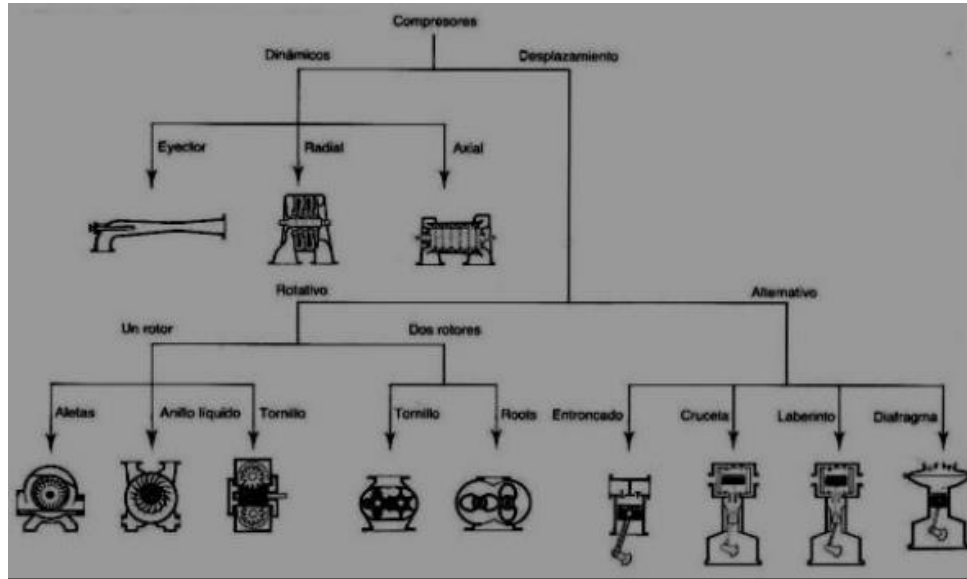 Compresores
Dinámicos
Desplazamiento
Eyector
Radial
Axial
Rotativo
Alternativo
Un rotor
Dos rotores
Aletas
Anillo líquido
Tornillo
Tornillo
Roots
Entroncado
Cruceta
Laberinto
Diafragma